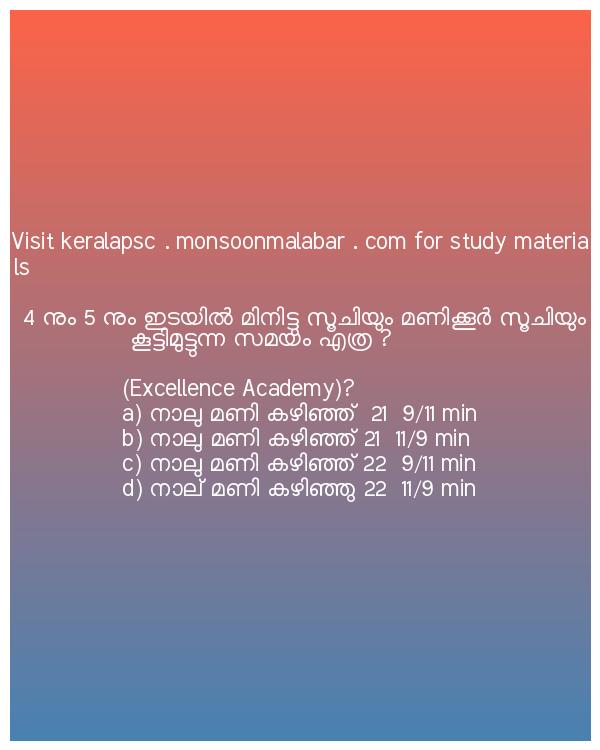 Visit keralapsc . monsoonmalabar . com for study materia
ls
4 നും 5 നും ഇടയിൽ മിനിട്ടു സൂചിയും മണിക്കൂർ സൂചിയും
കൂട്ടിമുട്ടുന്ന സമയം എത്ര ?
(Excellence Academy)?
a) നാലു മണി കഴിഞ്ഞ് 21 9/11 min
b) നാലു മണി കഴിഞ്ഞ് 21 11/9 min
c) നാലു മണി കഴിഞ്ഞ് 22 9/11 min
d) നാല് മണി കഴിഞ്ഞു 22 11/9 min